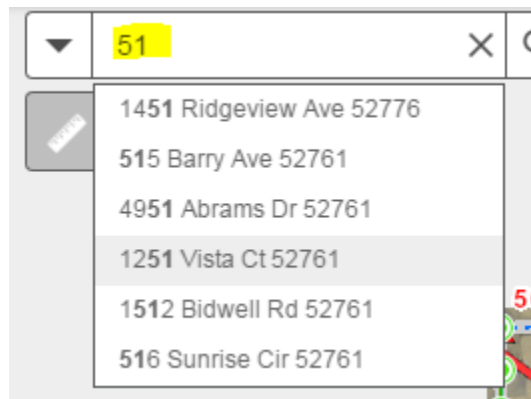 51
1451 Ridgeview Ave 52776
515 Barry Ave 52761
4951 Abrams Dr 52761
1251 Vista Ct 52761
1512 Bidwell Rd 52761
516 Sunrise Cir 52761